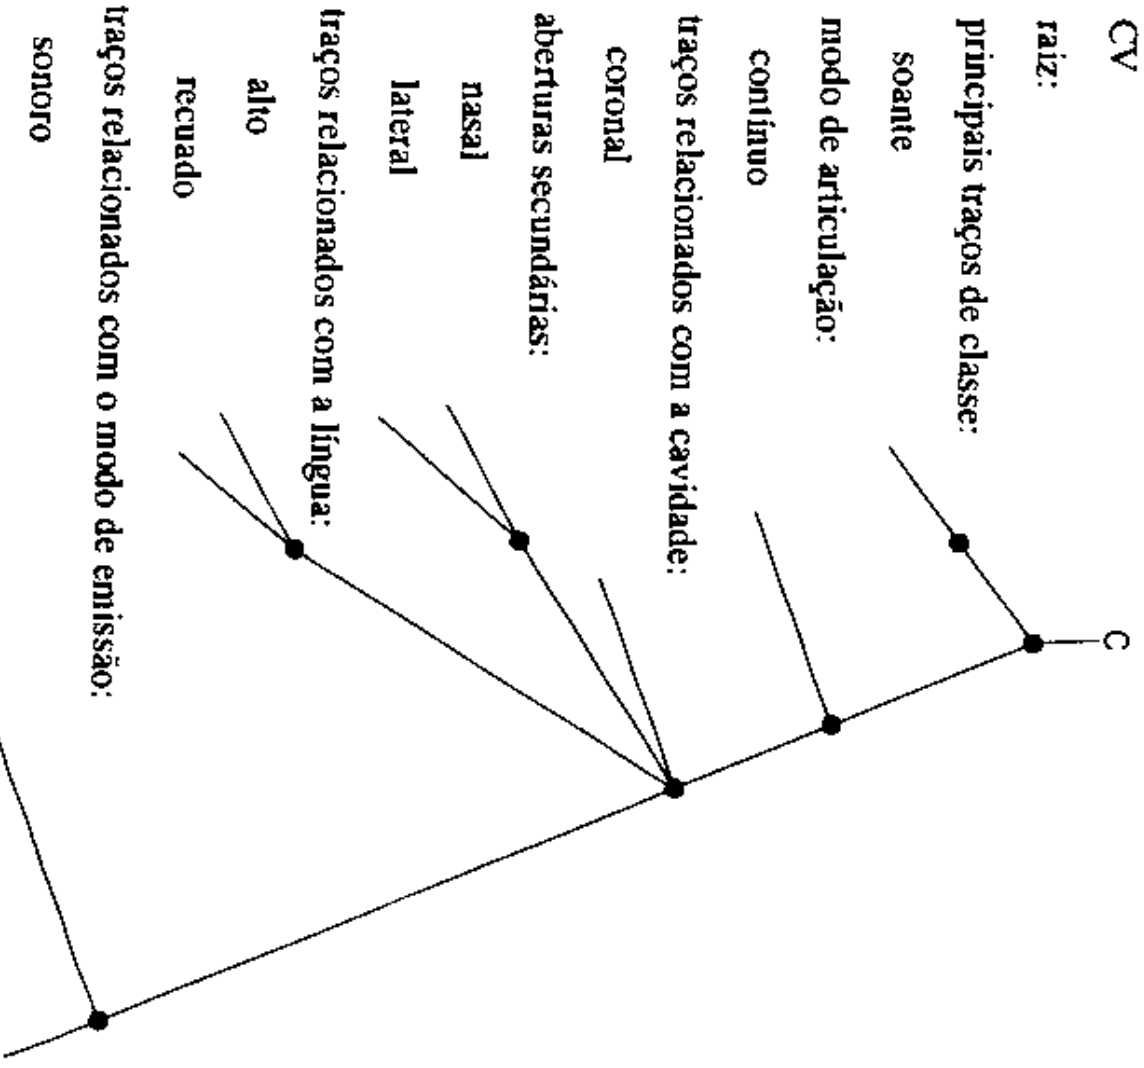 CV
C
raiz:
principais traços de classe:
soante
modo de articulação:
contínuo
traços relacionados com a cavidade:
coronal
aberturas secundárias:
nasal
lateral
traços relacionados com a língua:
alto
recuado
traços relacionados com o modo de emissão:
sonoro